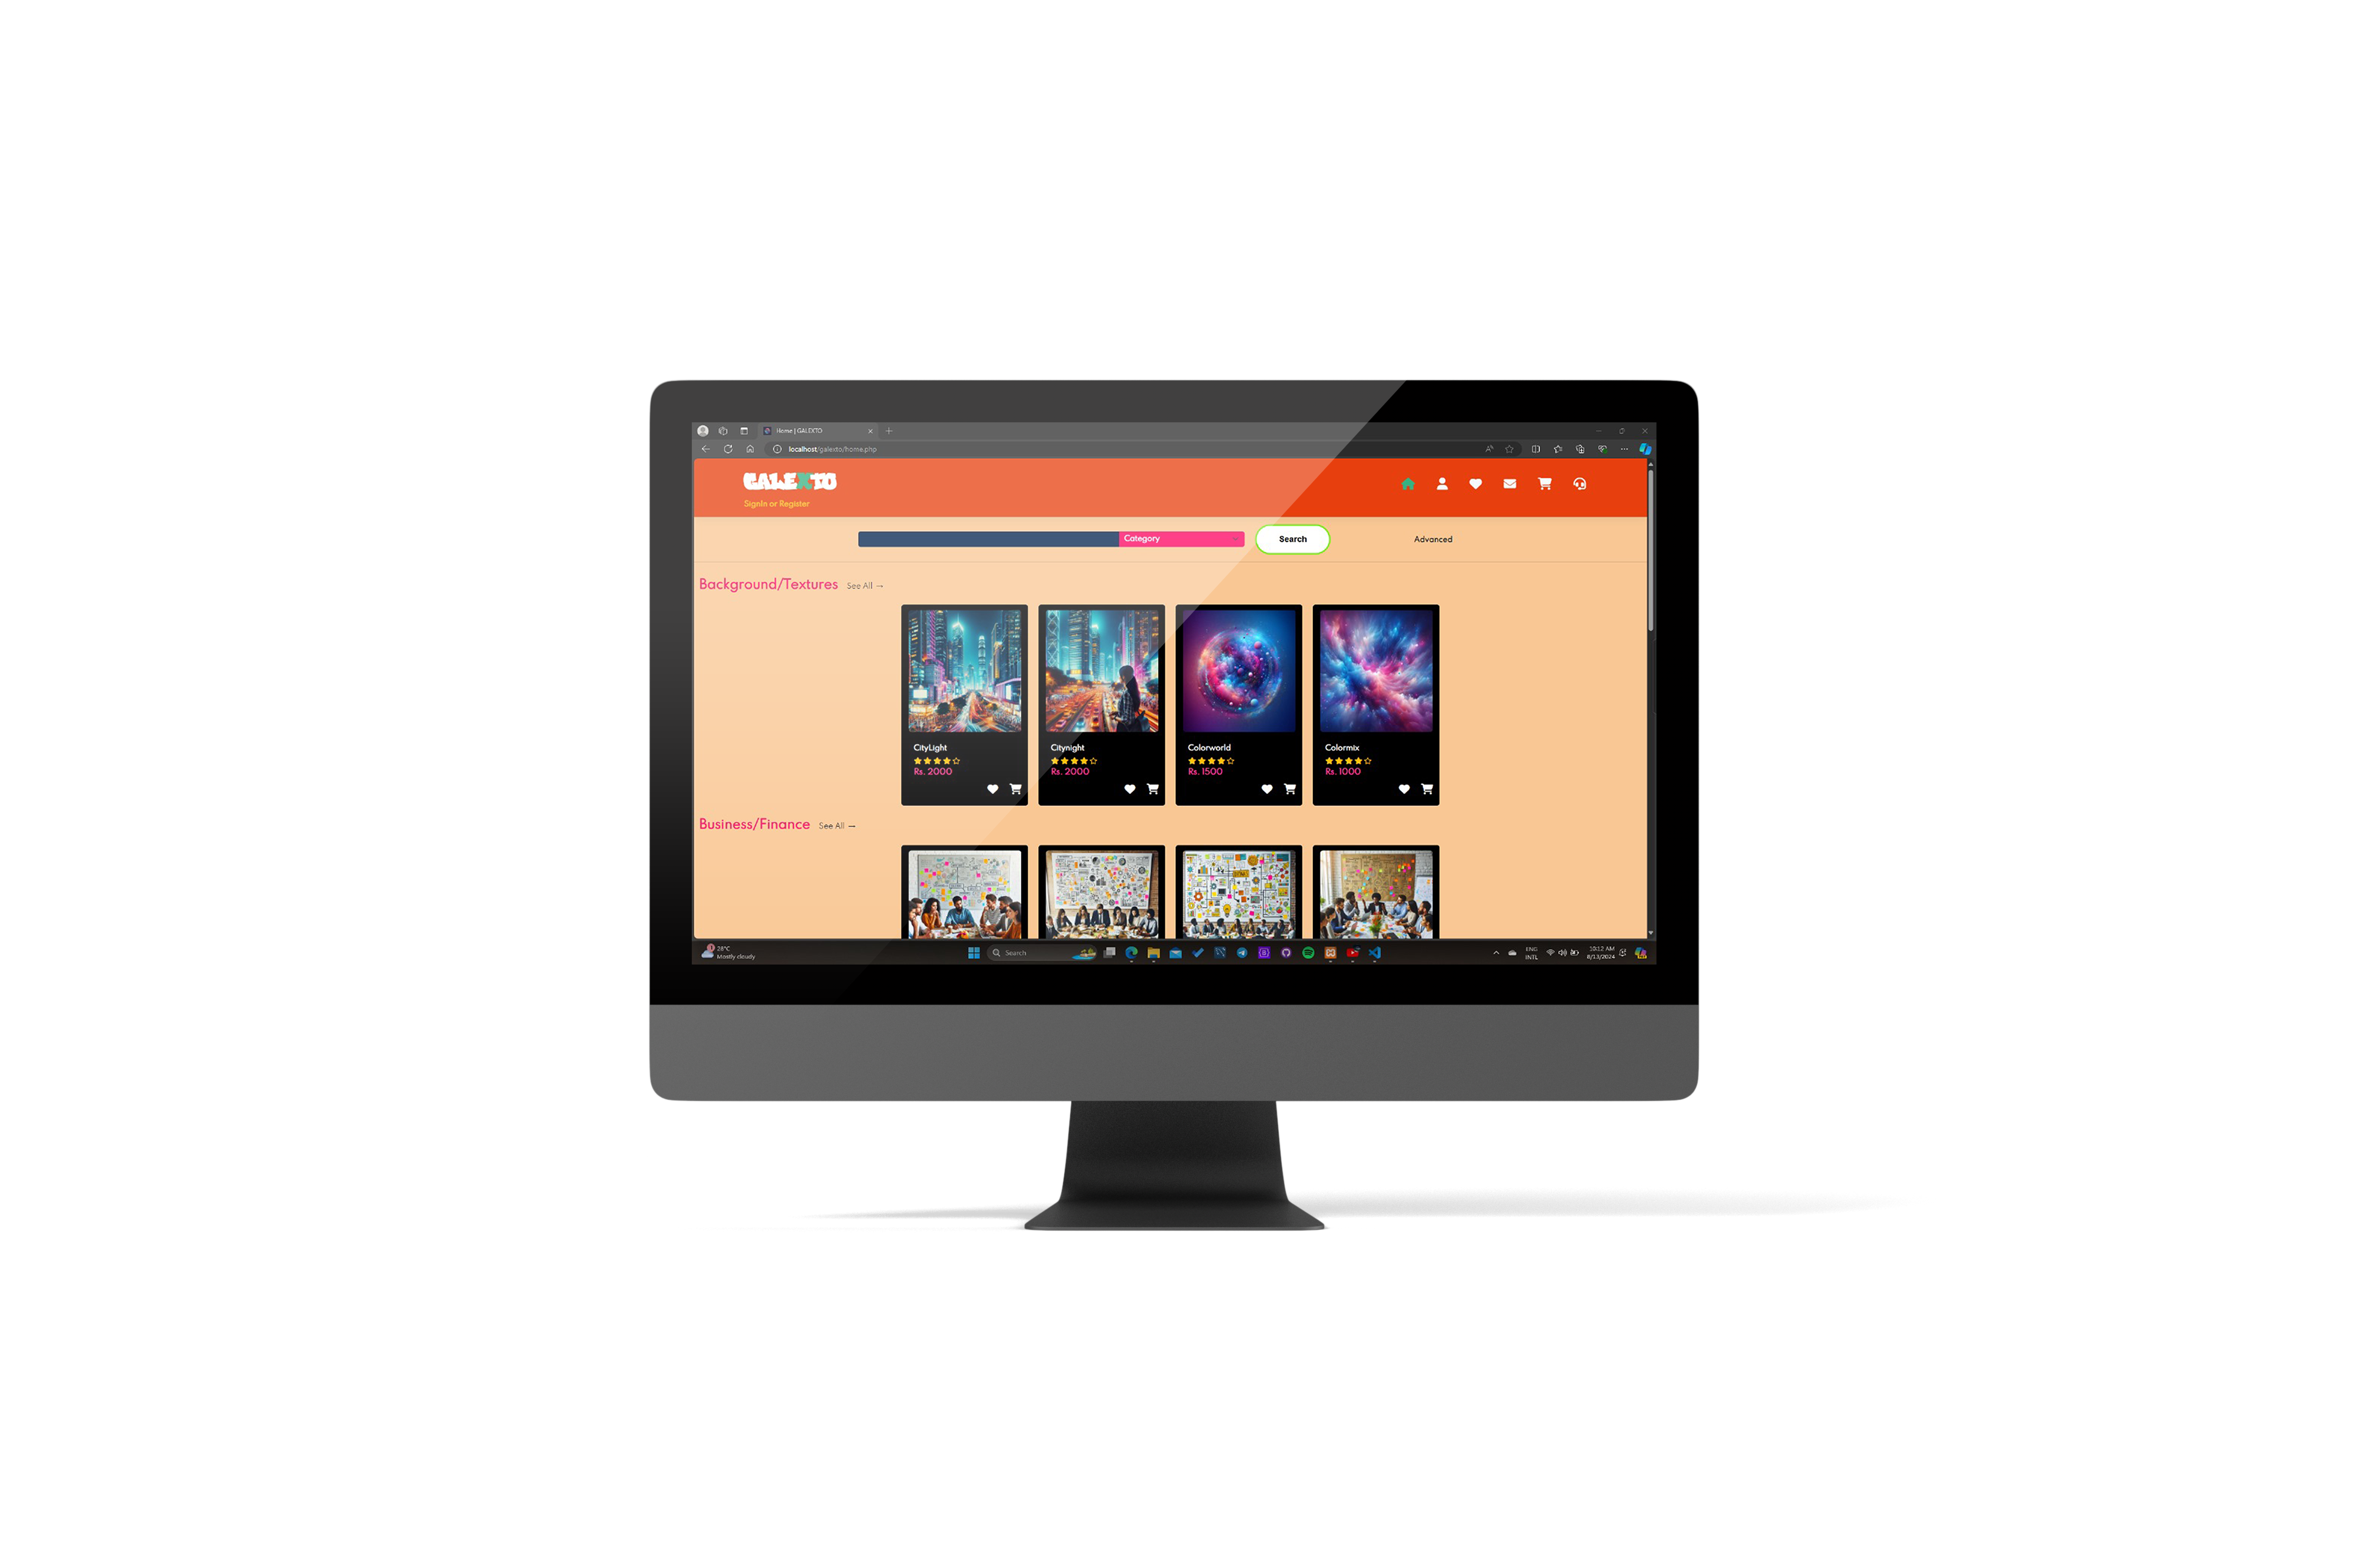 Home | GALEXTO
localhost/galexto/home.php
GALEXTO
SignIn or Register
Category
Search
Advanced
Background/Textures See All →
CityLight
Rs. 2000
Citynight
Rs. 2000
Colorworld
Rs. 1500
Colormix
Rs. 1000
Business/Finance See All →
28°C
Mostly cloudy
Search
ENG
INTL
10:12 AM
8/13/2024